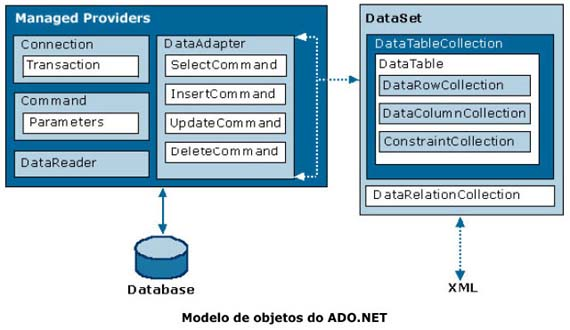 Managed Providers
Connection
Transaction
Command
Parameters
DataReader
DataAdapter
SelectCommand
InsertCommand
UpdateCommand
DeleteCommand
DataSet
DataTableCollection
DataTable
DataRowCollection
DataColumnCollection
ConstraintCollection
DataRelationCollection
Database
XML
Modelo de objetos do ADO.NET